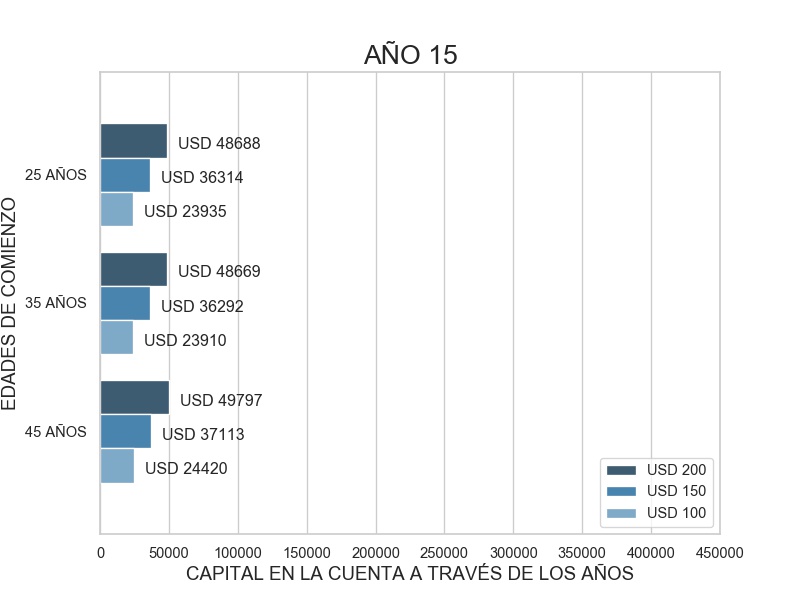 AÑO 15
EDADES DE COMIENZO
25 AÑOS
USD 48688
USD 36314
USD 23935
35 AÑOS
USD 48669
USD 36292
USD 23910
45 AÑOS
USD 49797
USD 37113
USD 24420
USD 200
USD 150
USD 100
0 50000 100000 150000 200000 250000 300000 350000 400000 450000
CAPITAL EN LA CUENTA A TRAVÉS DE LOS AÑOS